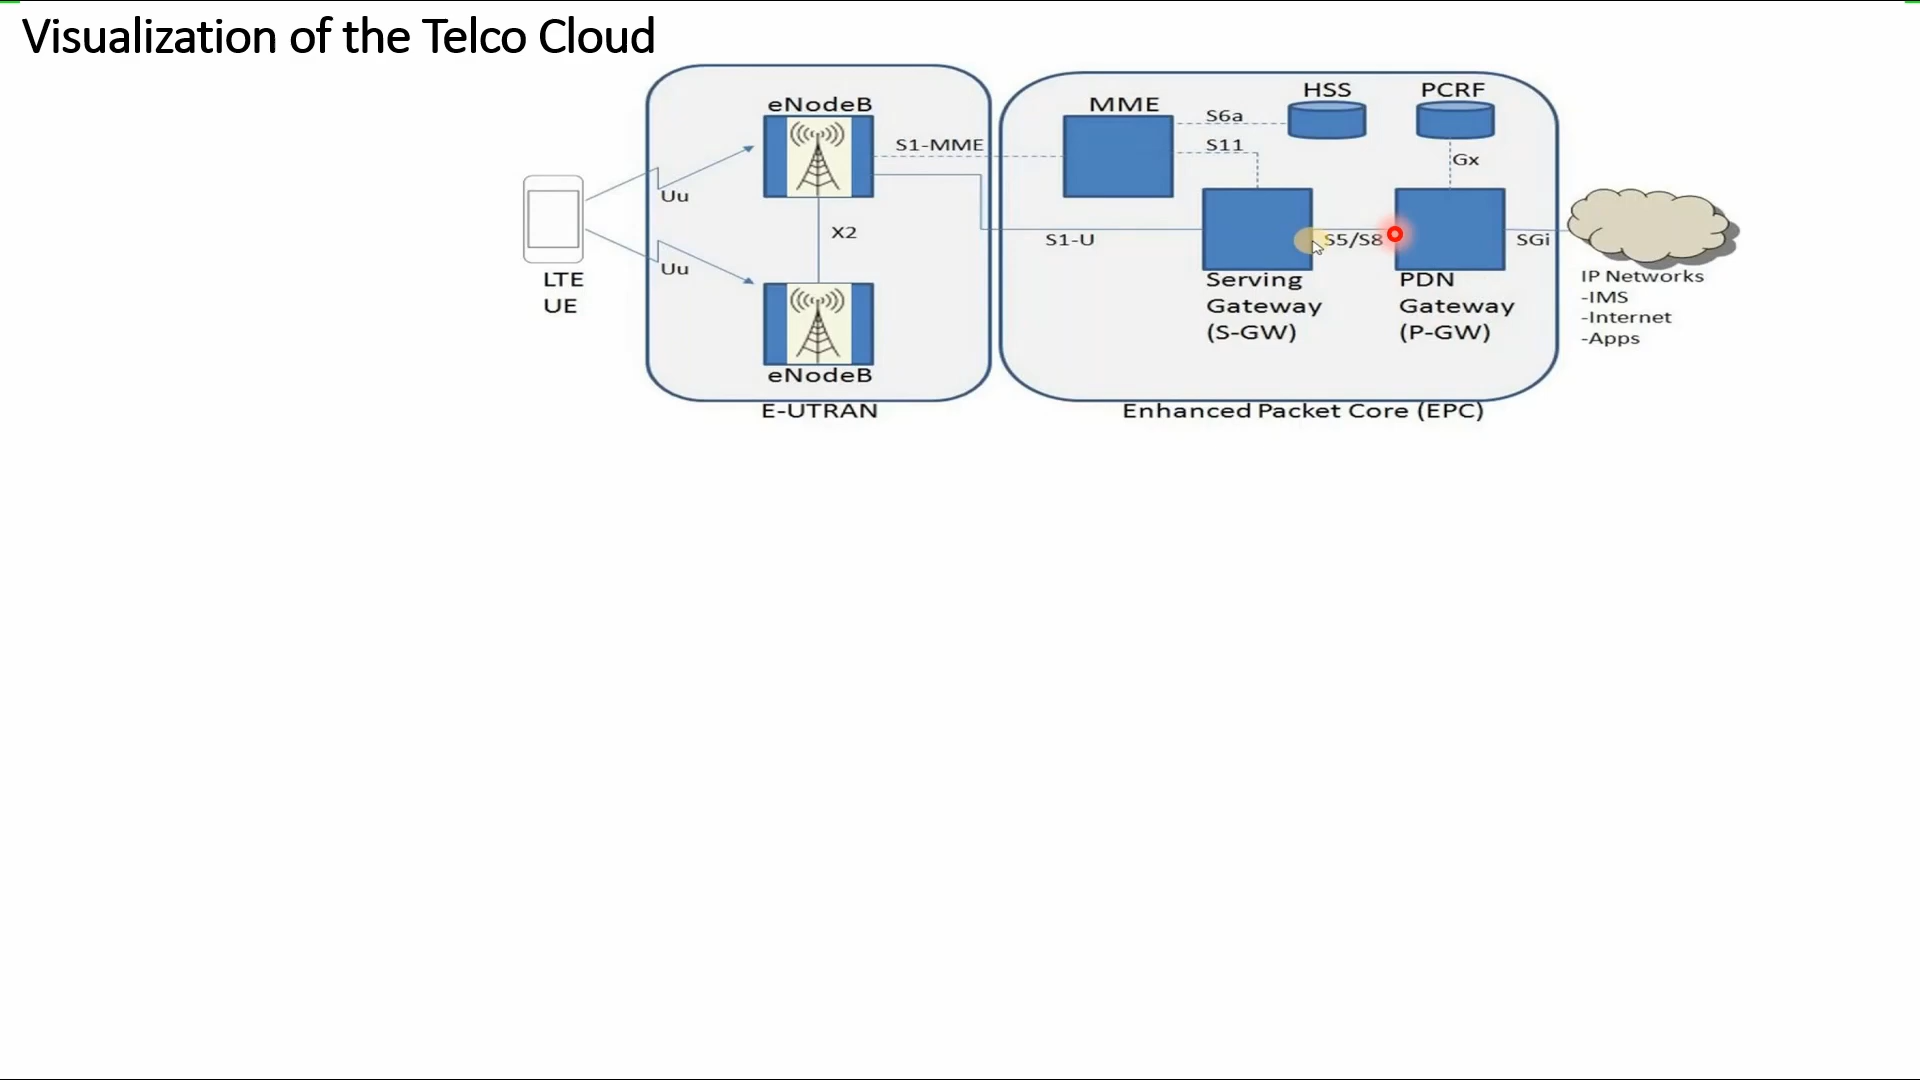 Visualization of the Telco Cloud
eNodeB
MME
HSS
PCRF
S6a
S1-MME
S11
Gx
Uu
X2
S1-U
S5/S8
SGi
Uu
LTE
UE
Serving
Gateway
(S-GW)
PDN
Gateway
(P-GW)
IP Networks
-IMS
-Internet
-Apps
eNodeB
E-UTRAN
Enhanced Packet Core (EPC)